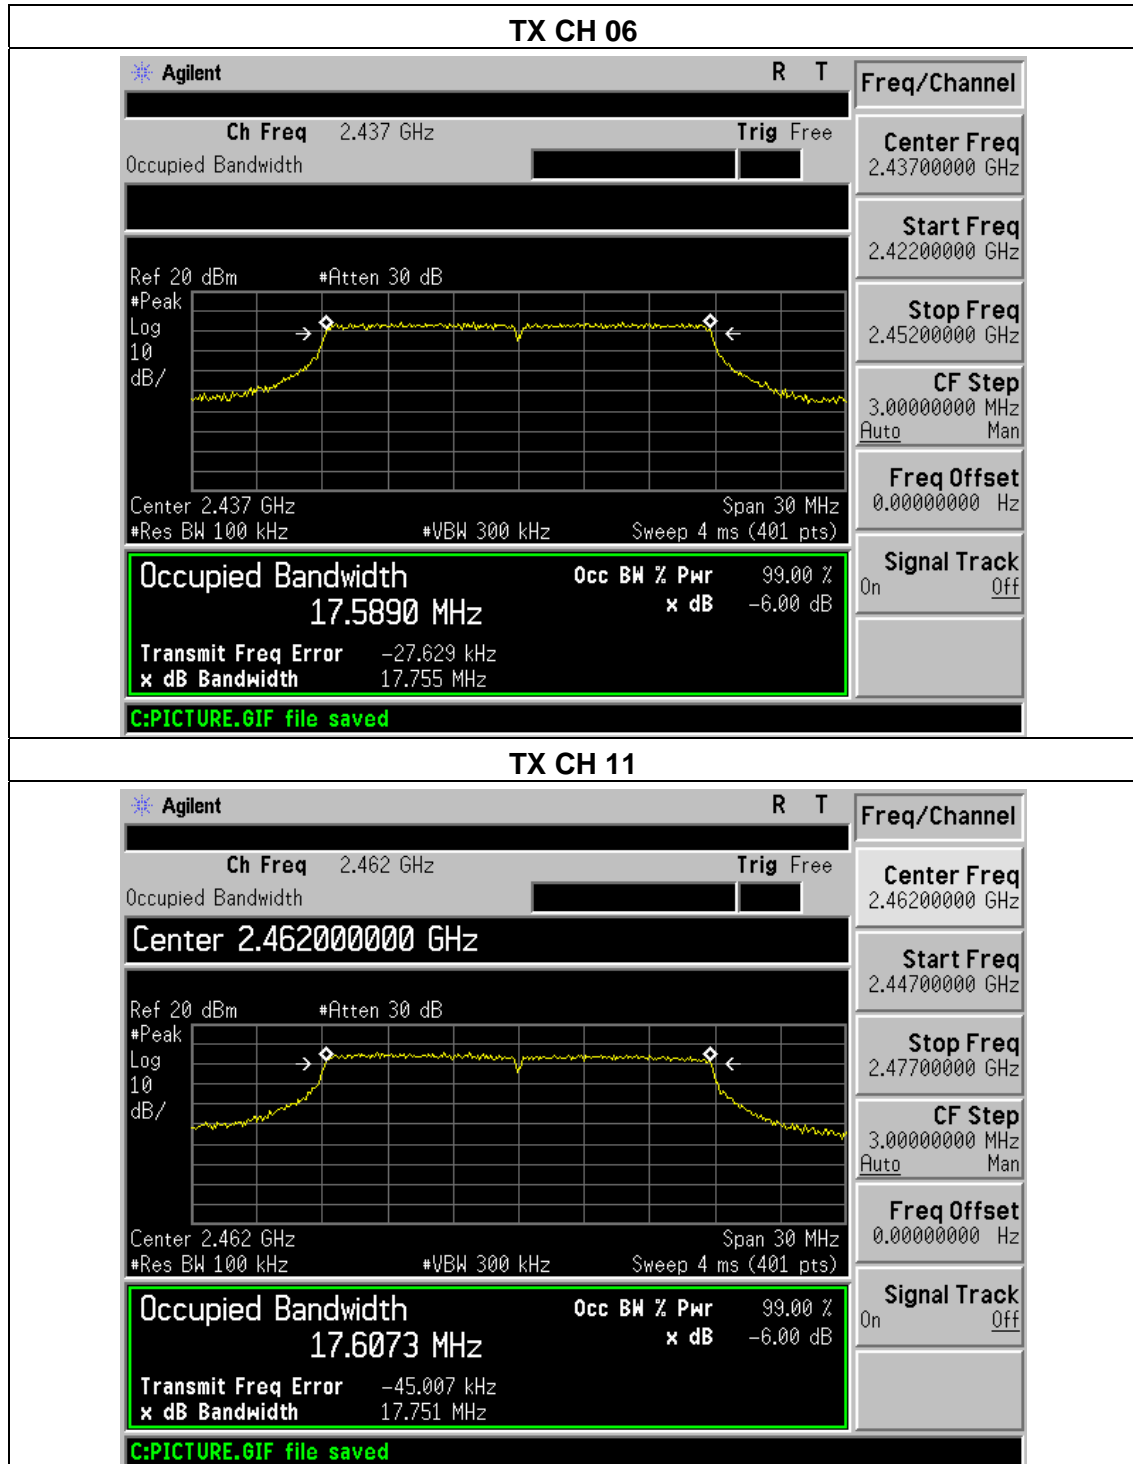 TX CH 06
Agilent R T
Freq/Channel
Ch Freq 2.437 GHz Trig Free
Occupied Bandwidth
Center Freq
2.43700000 GHz
Start Freq
2.42200000 GHz
Ref 20 dBm #Atten 30 dB
#Peak
Log
10
dB/
Stop Freq
2.45200000 GHz
CF Step
3.00000000 MHz
Auto Man
Freq Offset
0.00000000 Hz
Center 2.437 GHz Span 30 MHz
#Res BW 100 kHz #VBW 300 kHz Sweep 4 ms (401 pts)
Signal Track
On Off
Occupied Bandwidth Occ BW % Pwr 99.00 %
17.5890 MHz x dB -6.00 dB
Transmit Freq Error -27.629 kHz
x dB Bandwidth 17.755 MHz
C:PICTURE.GIF file saved
TX CH 11
Agilent R T
Freq/Channel
Ch Freq 2.462 GHz Trig Free
Occupied Bandwidth
Center Freq
2.46200000 GHz
Center 2.462000000 GHz
Start Freq
2.44700000 GHz
Ref 20 dBm #Atten 30 dB
#Peak
Log
10
dB/
Stop Freq
2.47700000 GHz
CF Step
3.00000000 MHz
Auto Man
Freq Offset
0.00000000 Hz
Center 2.462 GHz Span 30 MHz
#Res BW 100 kHz #VBW 300 kHz Sweep 4 ms (401 pts)
Signal Track
On Off
Occupied Bandwidth Occ BW % Pwr 99.00 %
17.6073 MHz x dB -6.00 dB
Transmit Freq Error -45.007 kHz
x dB Bandwidth 17.751 MHz
C:PICTURE.GIF file saved